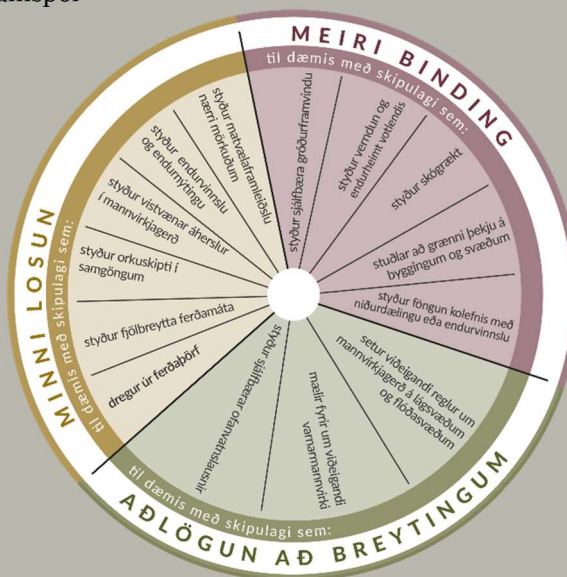 MEIRI BINDING
til dæmis með skipulagi sem:
styður sjálfbæra gróðurframvindu
styður verndun og
endurheimt votlendis
styður skógrækt
stuðlar að grænni þekju á
byggingum og svæðum
styður föngun kolefnis með
niðurdælingu eða endurvinnslu
AÐLÖGUN AÐ BREYTINGUM
til dæmis með skipulagi sem:
setur viðeigandi reglur um
mannvirkjagerð á lágsvæðum
og flóðasvæðum
mælir fyrir um viðeigandi
varnarmannvirki
styður sjálfbærar ofanvatnslausnir
MINNI LOSUN
til dæmis með skipulagi sem:
dregur úr ferðaþörf
styður fjölbreytta ferðamáta
styður orkuskipti í
samgöngum
styður vistvænar áherslur
í mannvirkjagerð
styður endurvinnslu
og endurnýtingu
styður matvælaframleiðslu
nærri mörkuðum